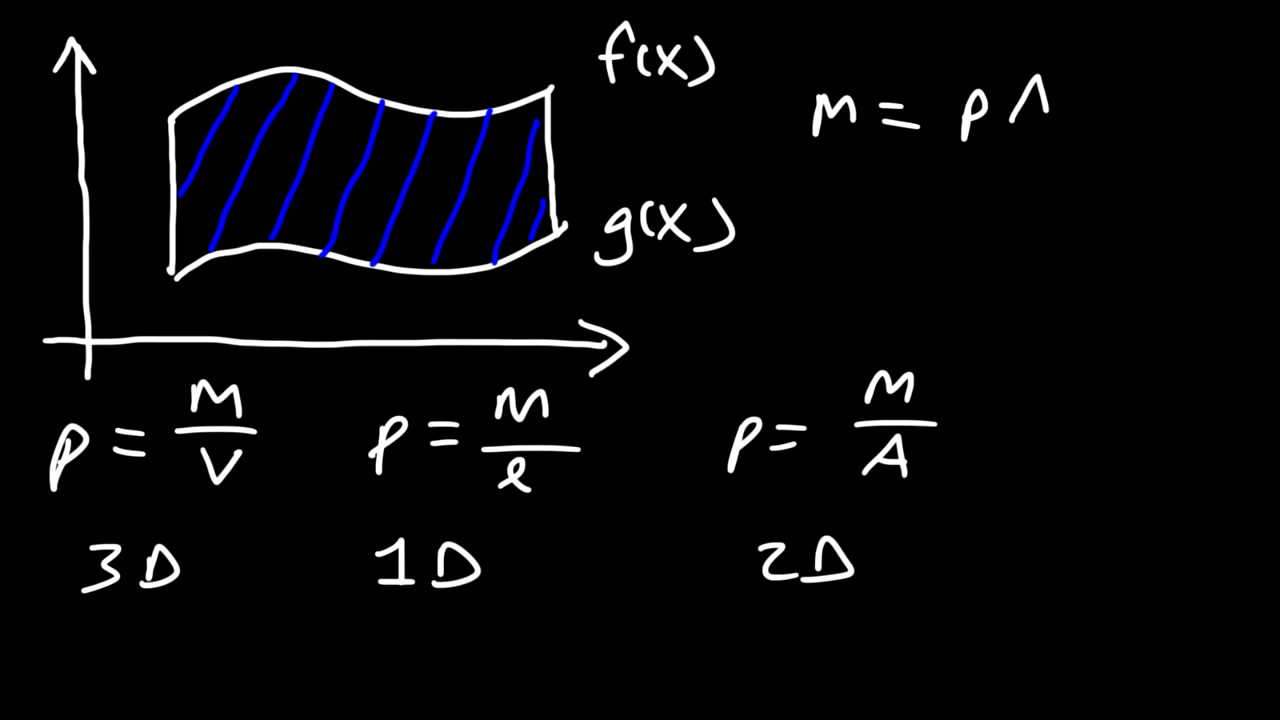 f(x)
m = ρ Λ
g(x)
ρ = m/V
ρ = m/ℓ
ρ = m/A
3D
1D
2D